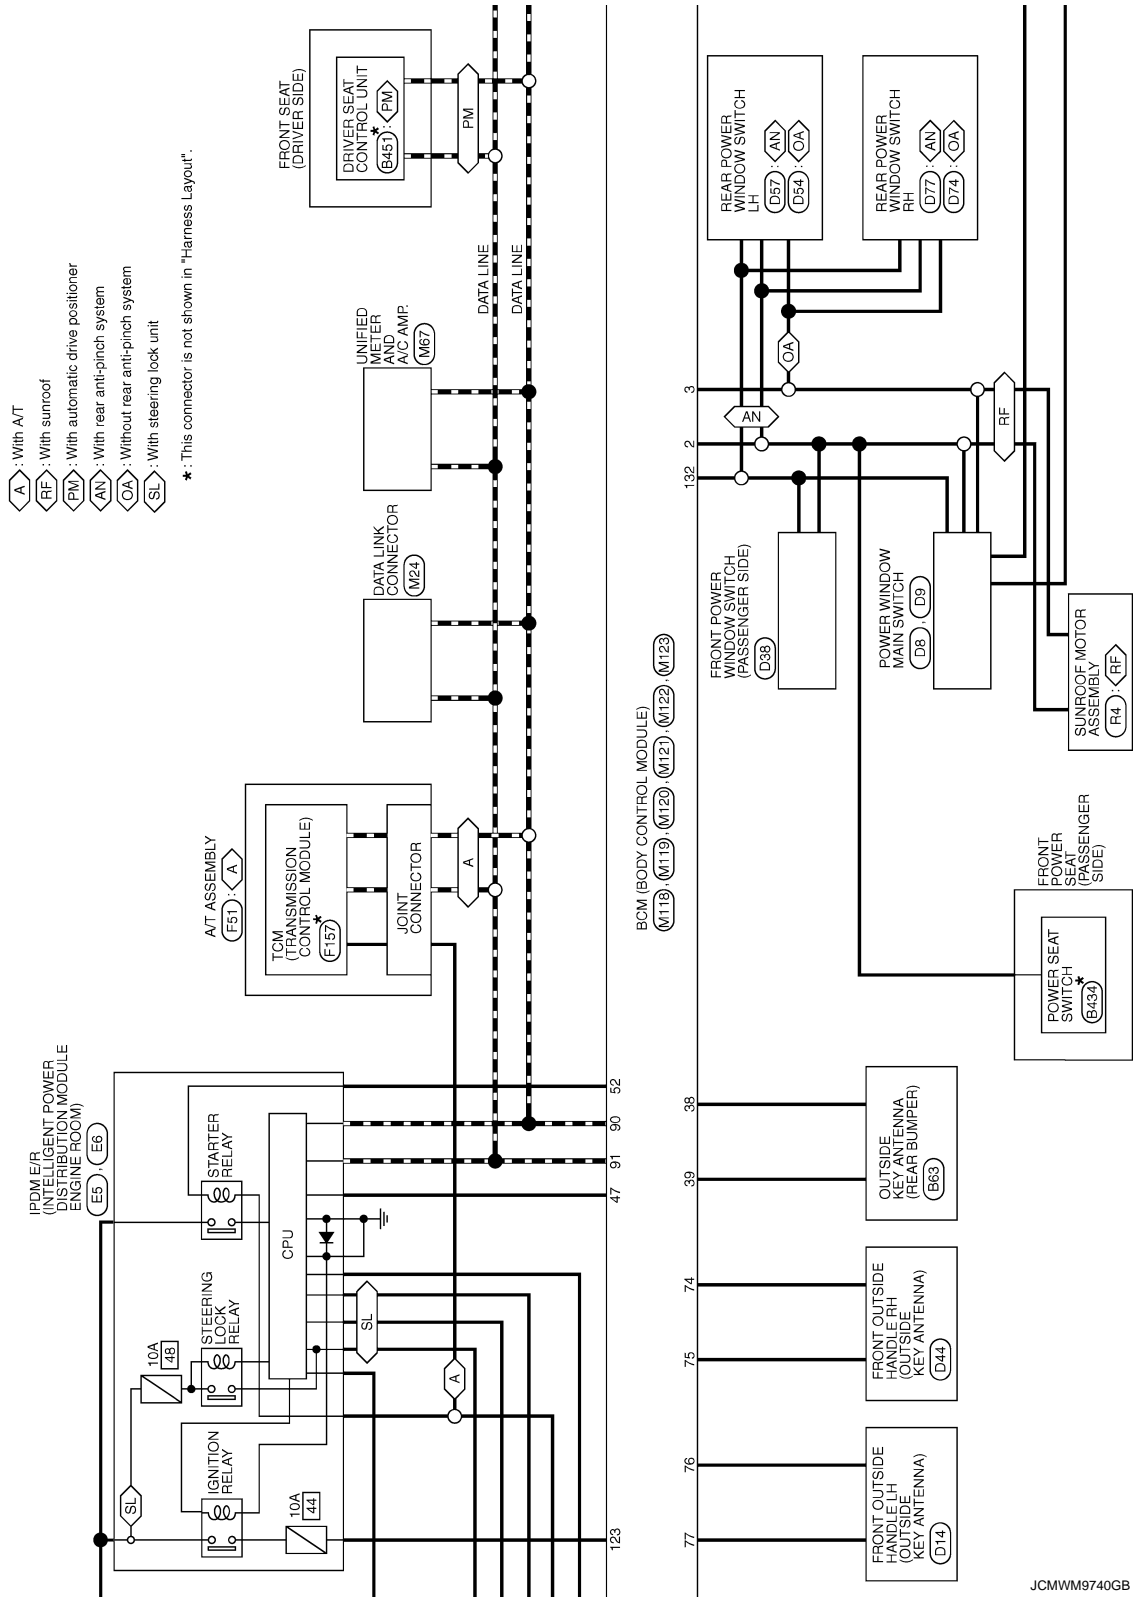 A : With A/T
RF : With sunroof
PM : With automatic drive positioner
AN : With rear anti-pinch system
OA : Without rear anti-pinch system
SL : With steering lock unit
* : This connector is not shown in "Harness Layout".
IPDM E/R
(INTELLIGENT POWER
DISTRIBUTION MODULE
ENGINE ROOM)
E5 , E6
SL
IGNITION
RELAY
10A
44
10A
48
STEERING
LOCK
RELAY
STARTER
RELAY
CPU
SL
A
A/T ASSEMBLY
F51 : A
TCM
(TRANSMISSION
CONTROL MODULE)
*
F157
JOINT
CONNECTOR
A
DATA LINK
CONNECTOR
M24
UNIFIED
METER
AND
A/C AMP.
M67
DATA LINE
DATA LINE
FRONT SEAT
(DRIVER SIDE)
DRIVER SEAT
CONTROL UNIT
*
B451 : PM
PM
123
47
91
90
52
BCM (BODY CONTROL MODULE)
M118 , M119 , M120 , M121 , M122 , M123
77
76
75
74
39
38
132
2
3
FRONT OUTSIDE
HANDLE LH
(OUTSIDE
KEY ANTENNA)
D14
FRONT OUTSIDE
HANDLE RH
(OUTSIDE
KEY ANTENNA)
D44
OUTSIDE
KEY ANTENNA
(REAR BUMPER)
B63
FRONT
POWER
SEAT
(PASSENGER
SIDE)
POWER SEAT
SWITCH
*
B434
FRONT POWER
WINDOW SWITCH
(PASSENGER SIDE)
D38
POWER WINDOW
MAIN SWITCH
D8 , D9
SUNROOF MOTOR
ASSEMBLY
R4 : RF
AN
OA
RF
REAR POWER
WINDOW SWITCH
LH
D57 : AN
D54 : OA
REAR POWER
WINDOW SWITCH
RH
D77 : AN
D74 : OA
JCMWM9740GB